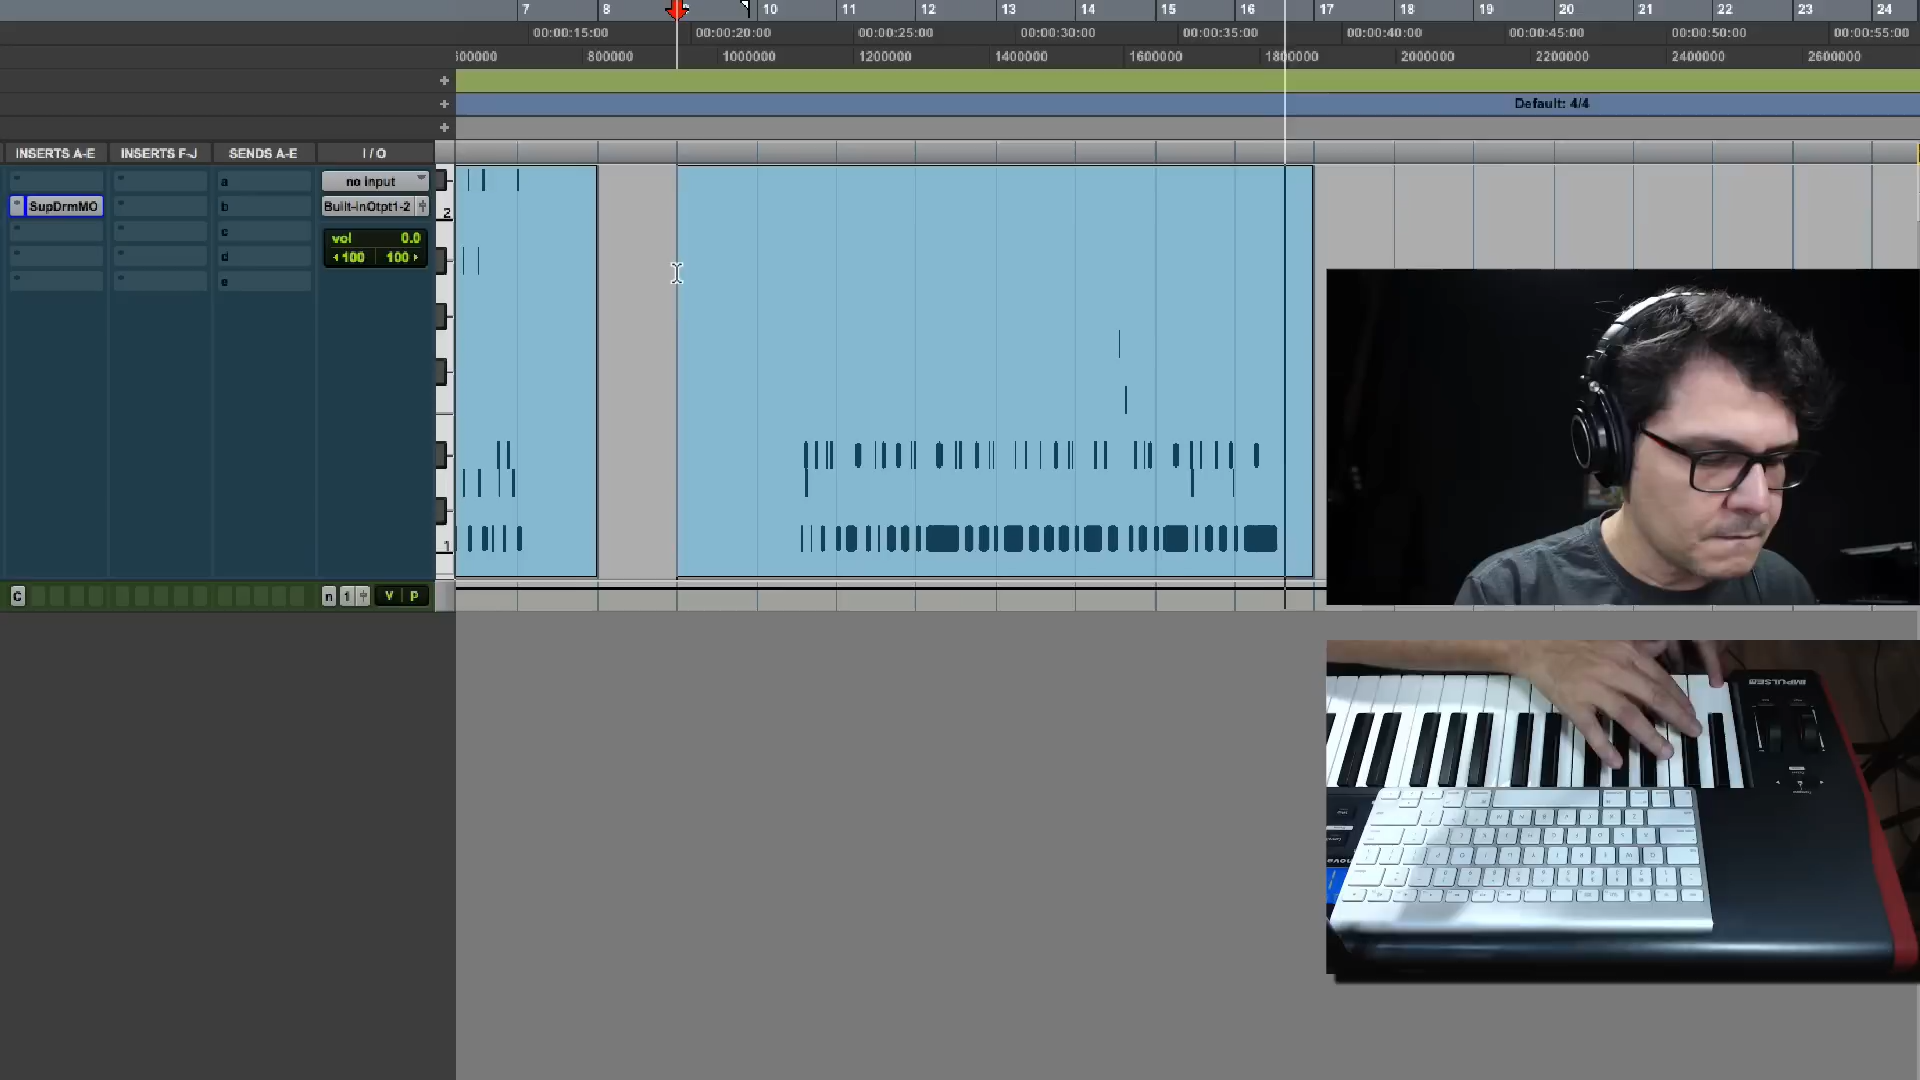 7 8 9 10 11 12 13 14 15 16 17 18 19 20 21 22 23 24
00:00:15:00 00:00:20:00 00:00:25:00 00:00:30:00 00:00:35:00 00:00:40:00 00:00:45:00 00:00:50:00 00:00:55:00
800000 1000000 1200000 1400000 1600000 1800000 2000000 2200000 2400000 2600000
Default: 4/4
INSERTS A-E INSERTS F-J SENDS A-E I / O
a no input
SupDrmMO b Built-inOtpt1-2
c
vol 0.0
d 100 100
e
2
1
C n 1 V p
IMPULSE